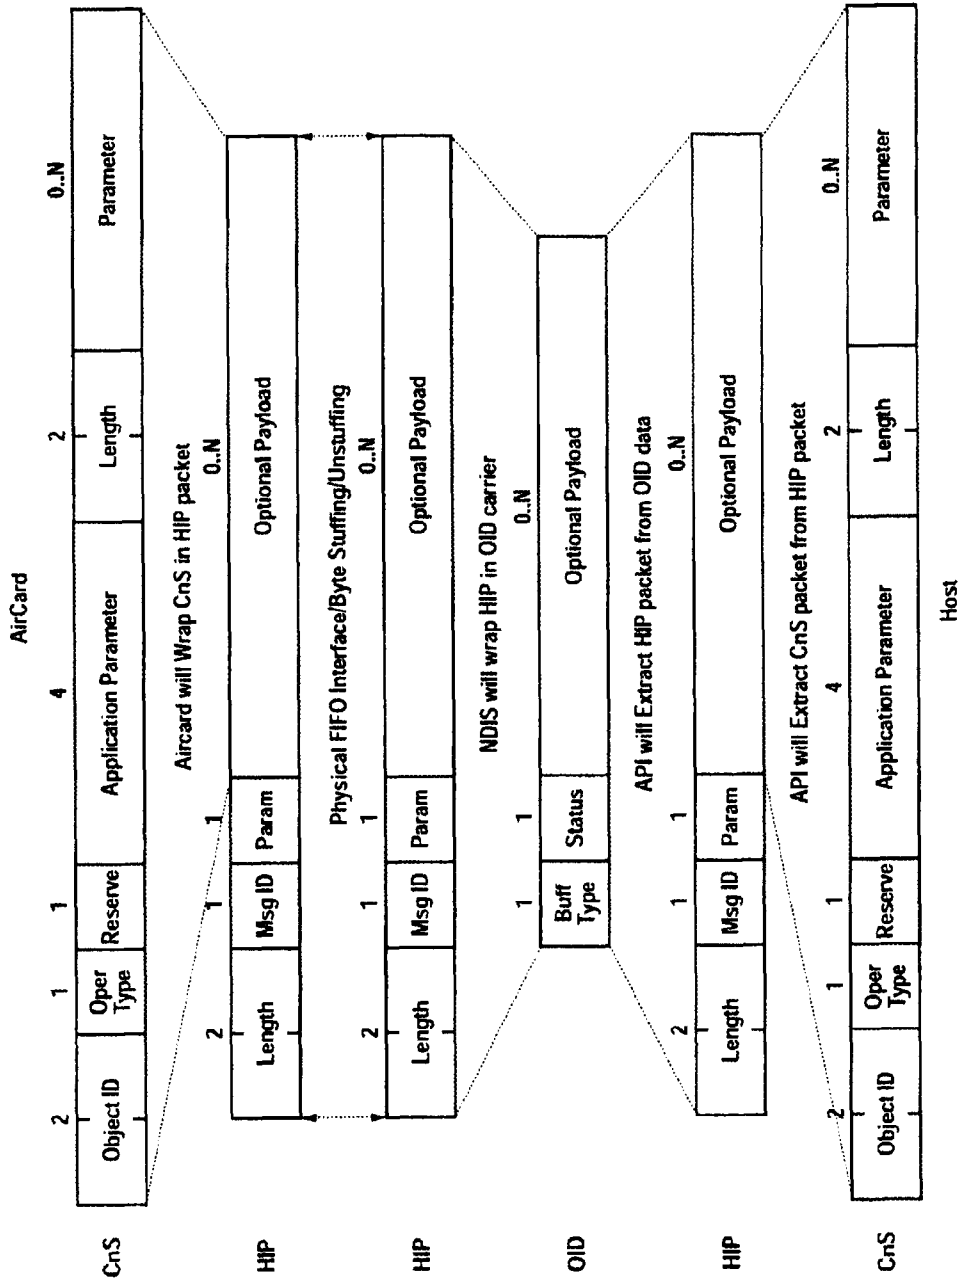 AirCard
2 1 1 4 2 0..N
CnS Object ID Oper Type Reserve Application Parameter Length Parameter
Aircard will Wrap CnS in HIP packet
2 1 1 0..N
HIP Length Msg ID Param Optional Payload
Physical FIFO Interface/Byte Stuffing/Unstuffing
2 1 1 0..N
HIP Length Msg ID Param Optional Payload
NDIS will wrap HIP in OID carrier
1 1 0..N
OID Buff Type Status Optional Payload
API will Extract HIP packet from OID data
2 1 1 0..N
HIP Length Msg ID Param Optional Payload
API will Extract CnS packet from HIP packet
2 1 1 4 2 0..N
CnS Object ID Oper Type Reserve Application Parameter Length Parameter
Host